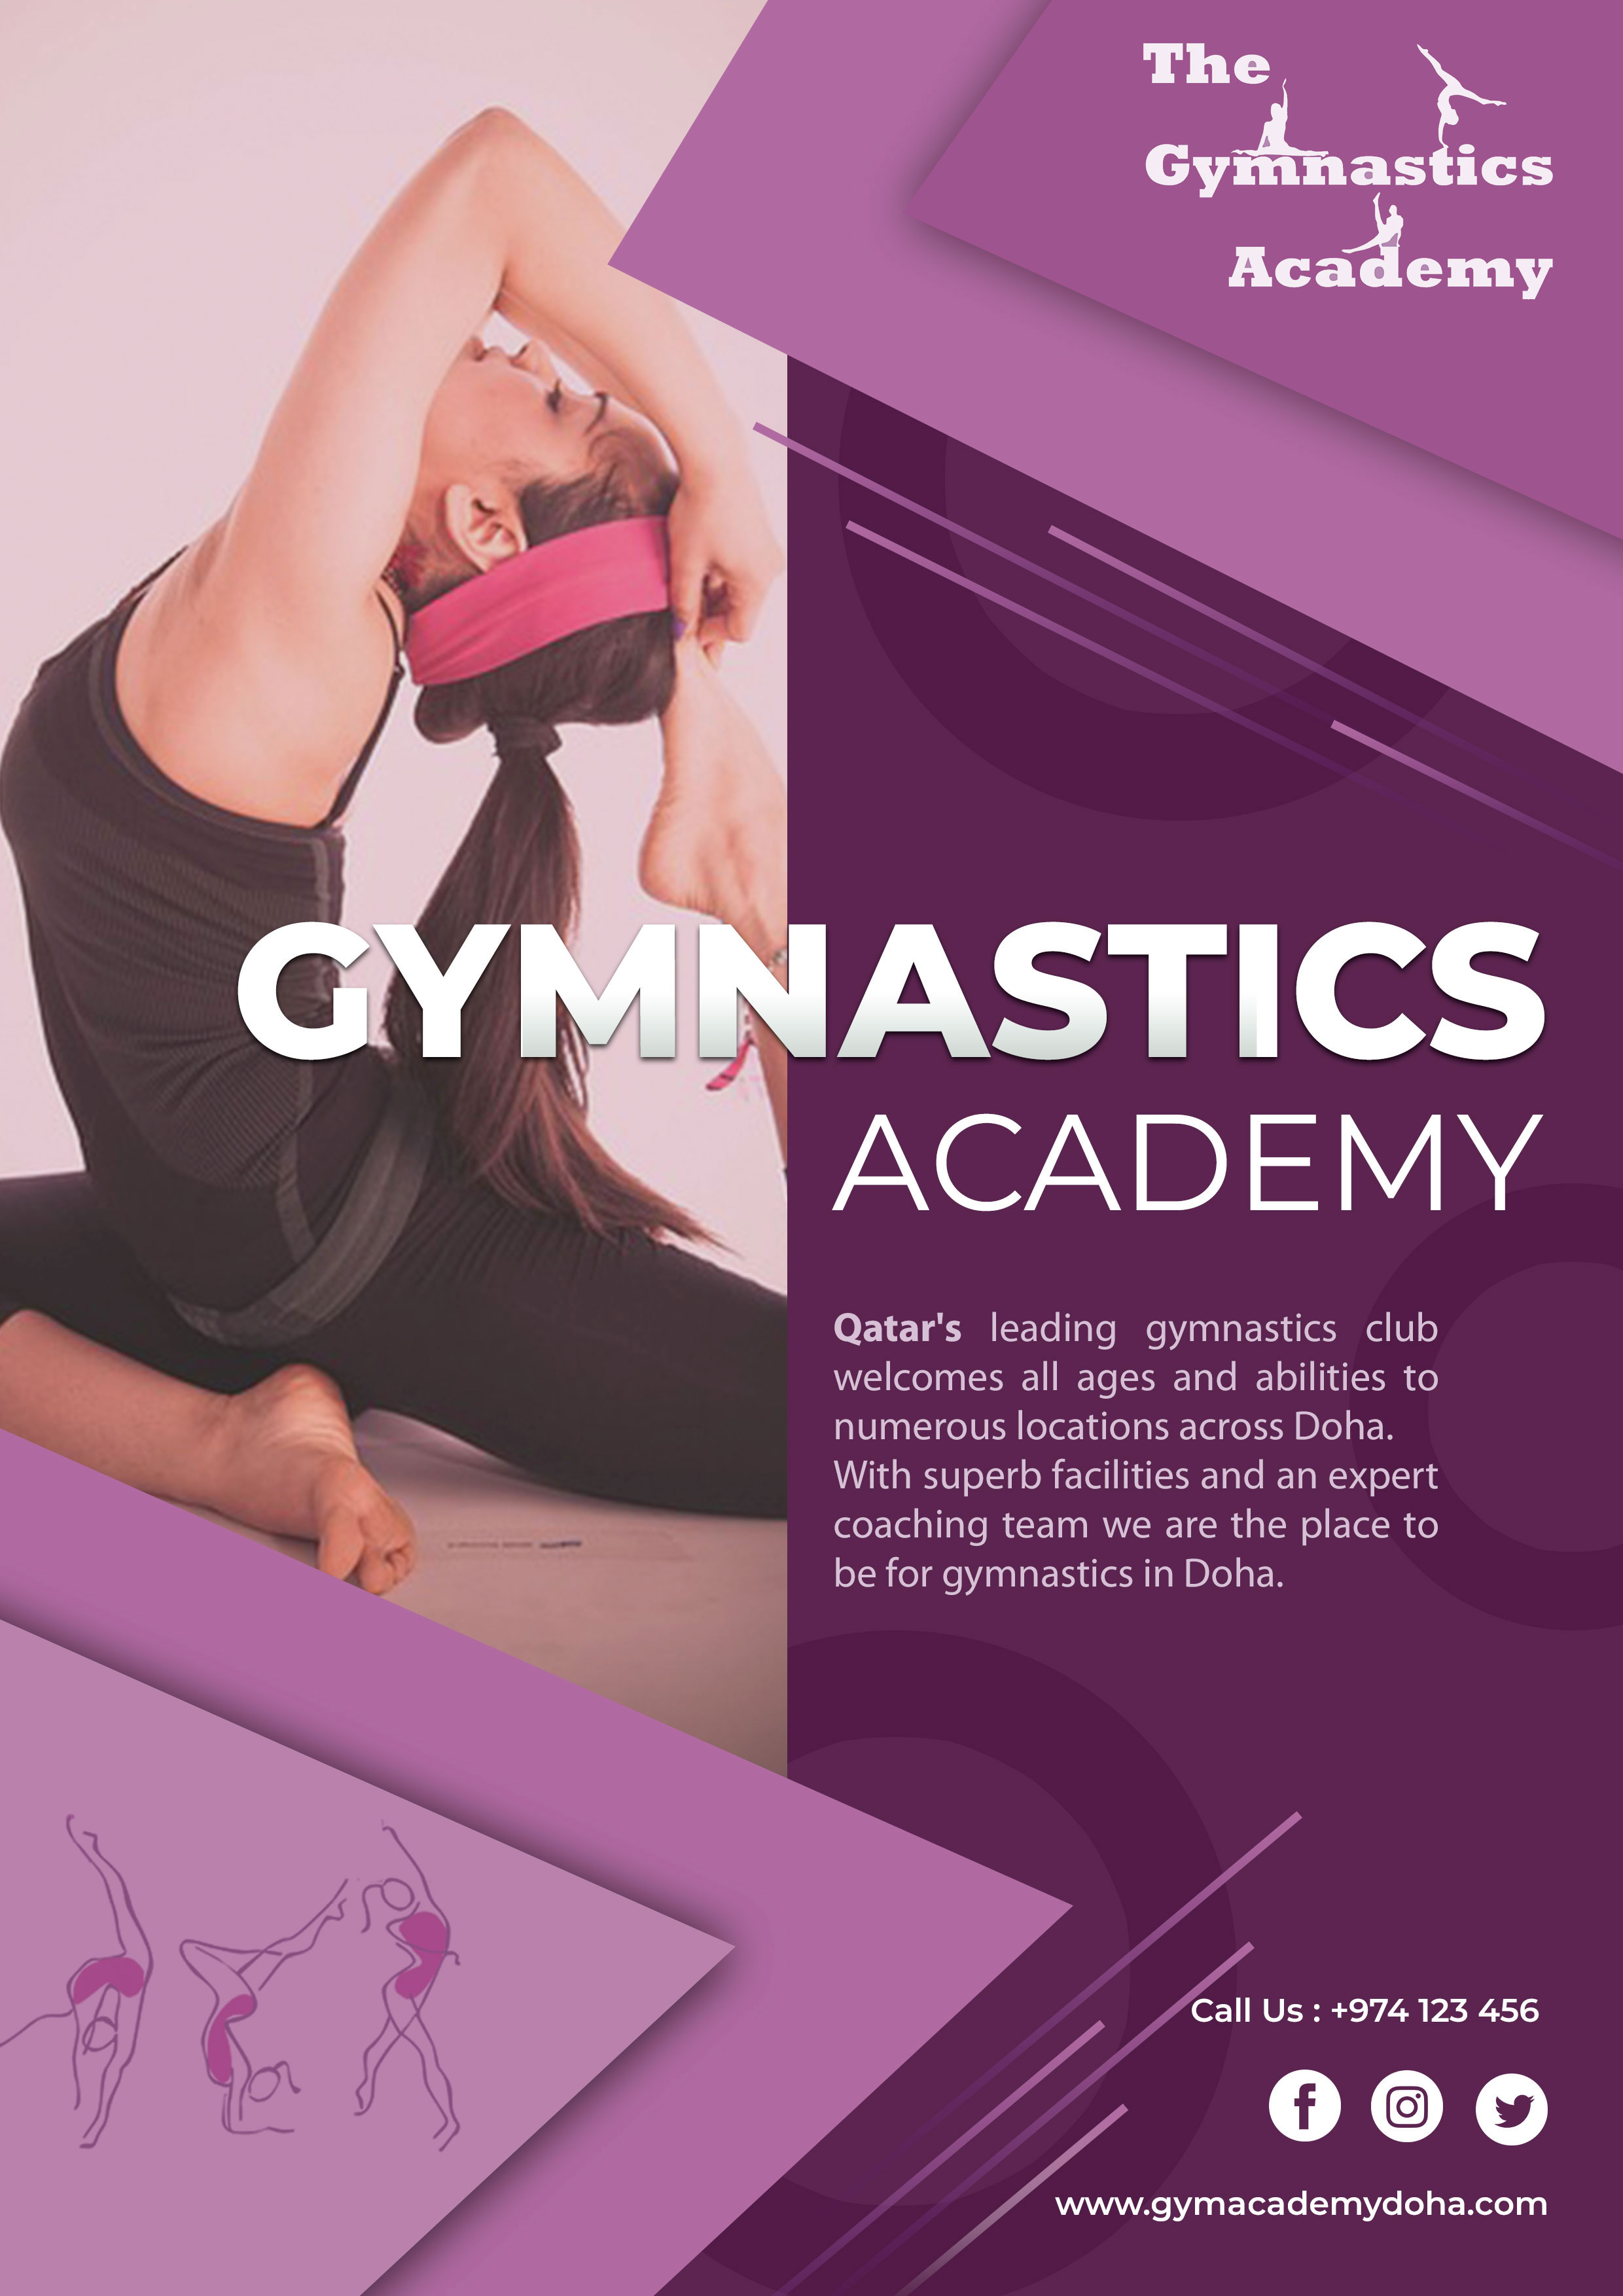 The
Gymnastics
Academy
GYMNASTICS
ACADEMY
Qatar's leading gymnastics club
welcomes all ages and abilities to
numerous locations across Doha.
With superb facilities and an expert
coaching team we are the place to
be for gymnastics in Doha.
Call Us : +974 123 456
www.gymacademydoha.com